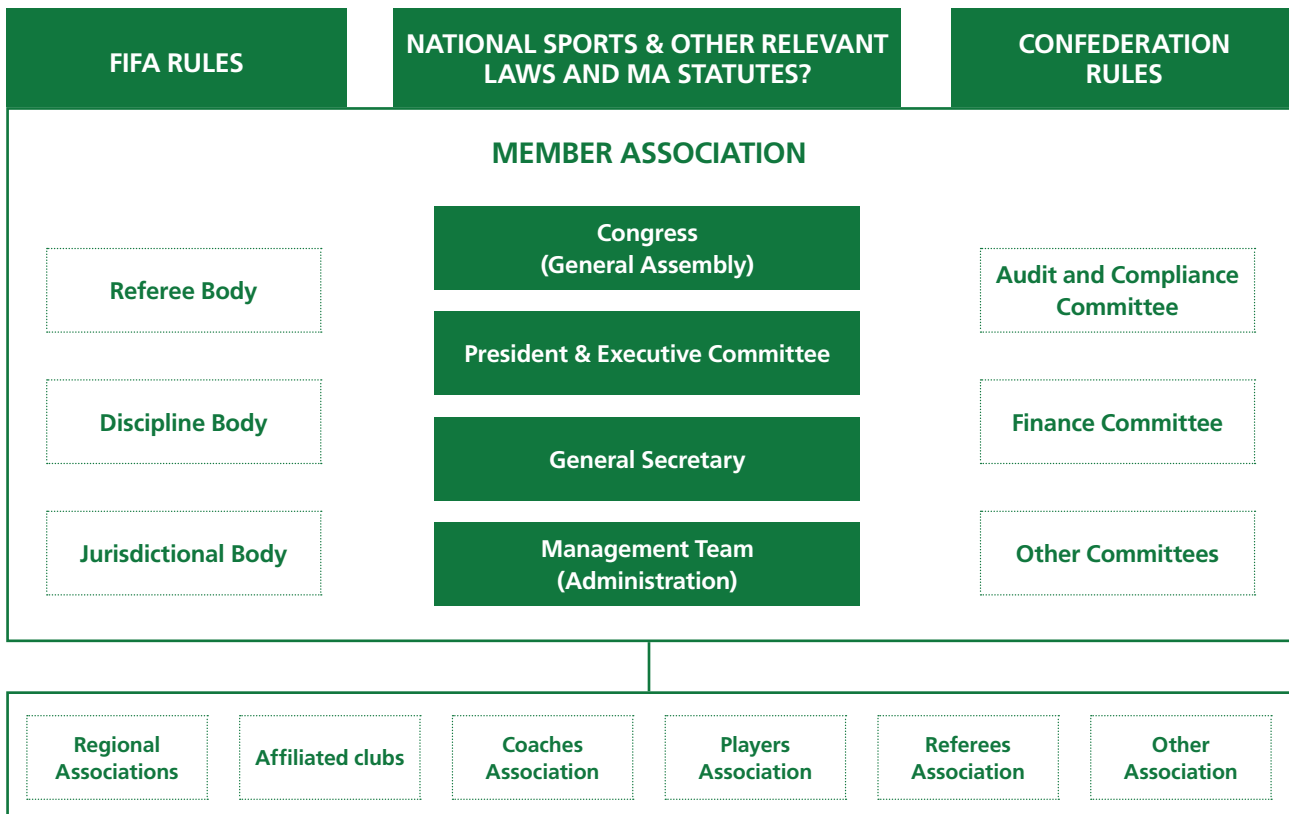 FIFA RULES
NATIONAL SPORTS & OTHER RELEVANT
LAWS AND MA STATUTES?
CONFEDERATION
RULES
MEMBER ASSOCIATION
Referee Body
Discipline Body
Jurisdictional Body
Congress
(General Assembly)
President & Executive Committee
General Secretary
Management Team
(Administration)
Audit and Compliance
Committee
Finance Committee
Other Committees
Regional
Associations
Affiliated clubs
Coaches
Association
Players
Association
Referees
Association
Other
Association